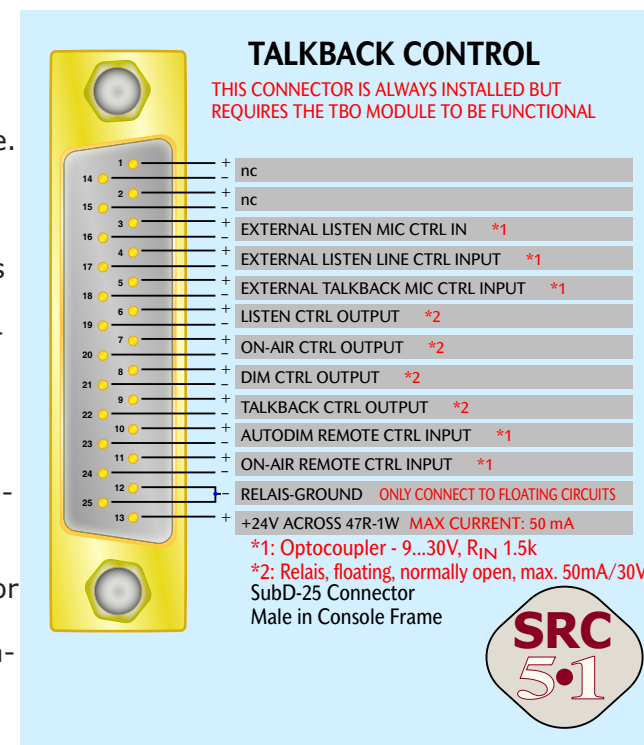 TALKBACK CONTROL
THIS CONNECTOR IS ALWAYS INSTALLED BUT
REQUIRES THE TBO MODULE TO BE FUNCTIONAL
e.
s
-
-
or
-
1 +
14 – nc
2 +
15 – nc
3 +
16 – EXTERNAL LISTEN MIC CTRL IN *1
4 +
17 – EXTERNAL LISTEN LINE CTRL INPUT *1
5 +
18 – EXTERNAL TALKBACK MIC CTRL INPUT *1
6 +
19 – LISTEN CTRL OUTPUT *2
7 +
20 – ON-AIR CTRL OUTPUT *2
8 +
21 – DIM CTRL OUTPUT *2
9 +
22 – TALKBACK CTRL OUTPUT *2
10 +
23 – AUTODIM REMOTE CTRL INPUT *1
11 +
24 – ON-AIR REMOTE CTRL INPUT *1
12
25 – RELAIS-GROUND ONLY CONNECT TO FLOATING CIRCUITS
13 + +24V ACROSS 47R-1W MAX CURRENT: 50 mA
*1: Optocoupler - 9...30V, RIN 1.5k
*2: Relais, floating, normally open, max. 50mA/30V
SubD-25 Connector
Male in Console Frame
SRC
5•1